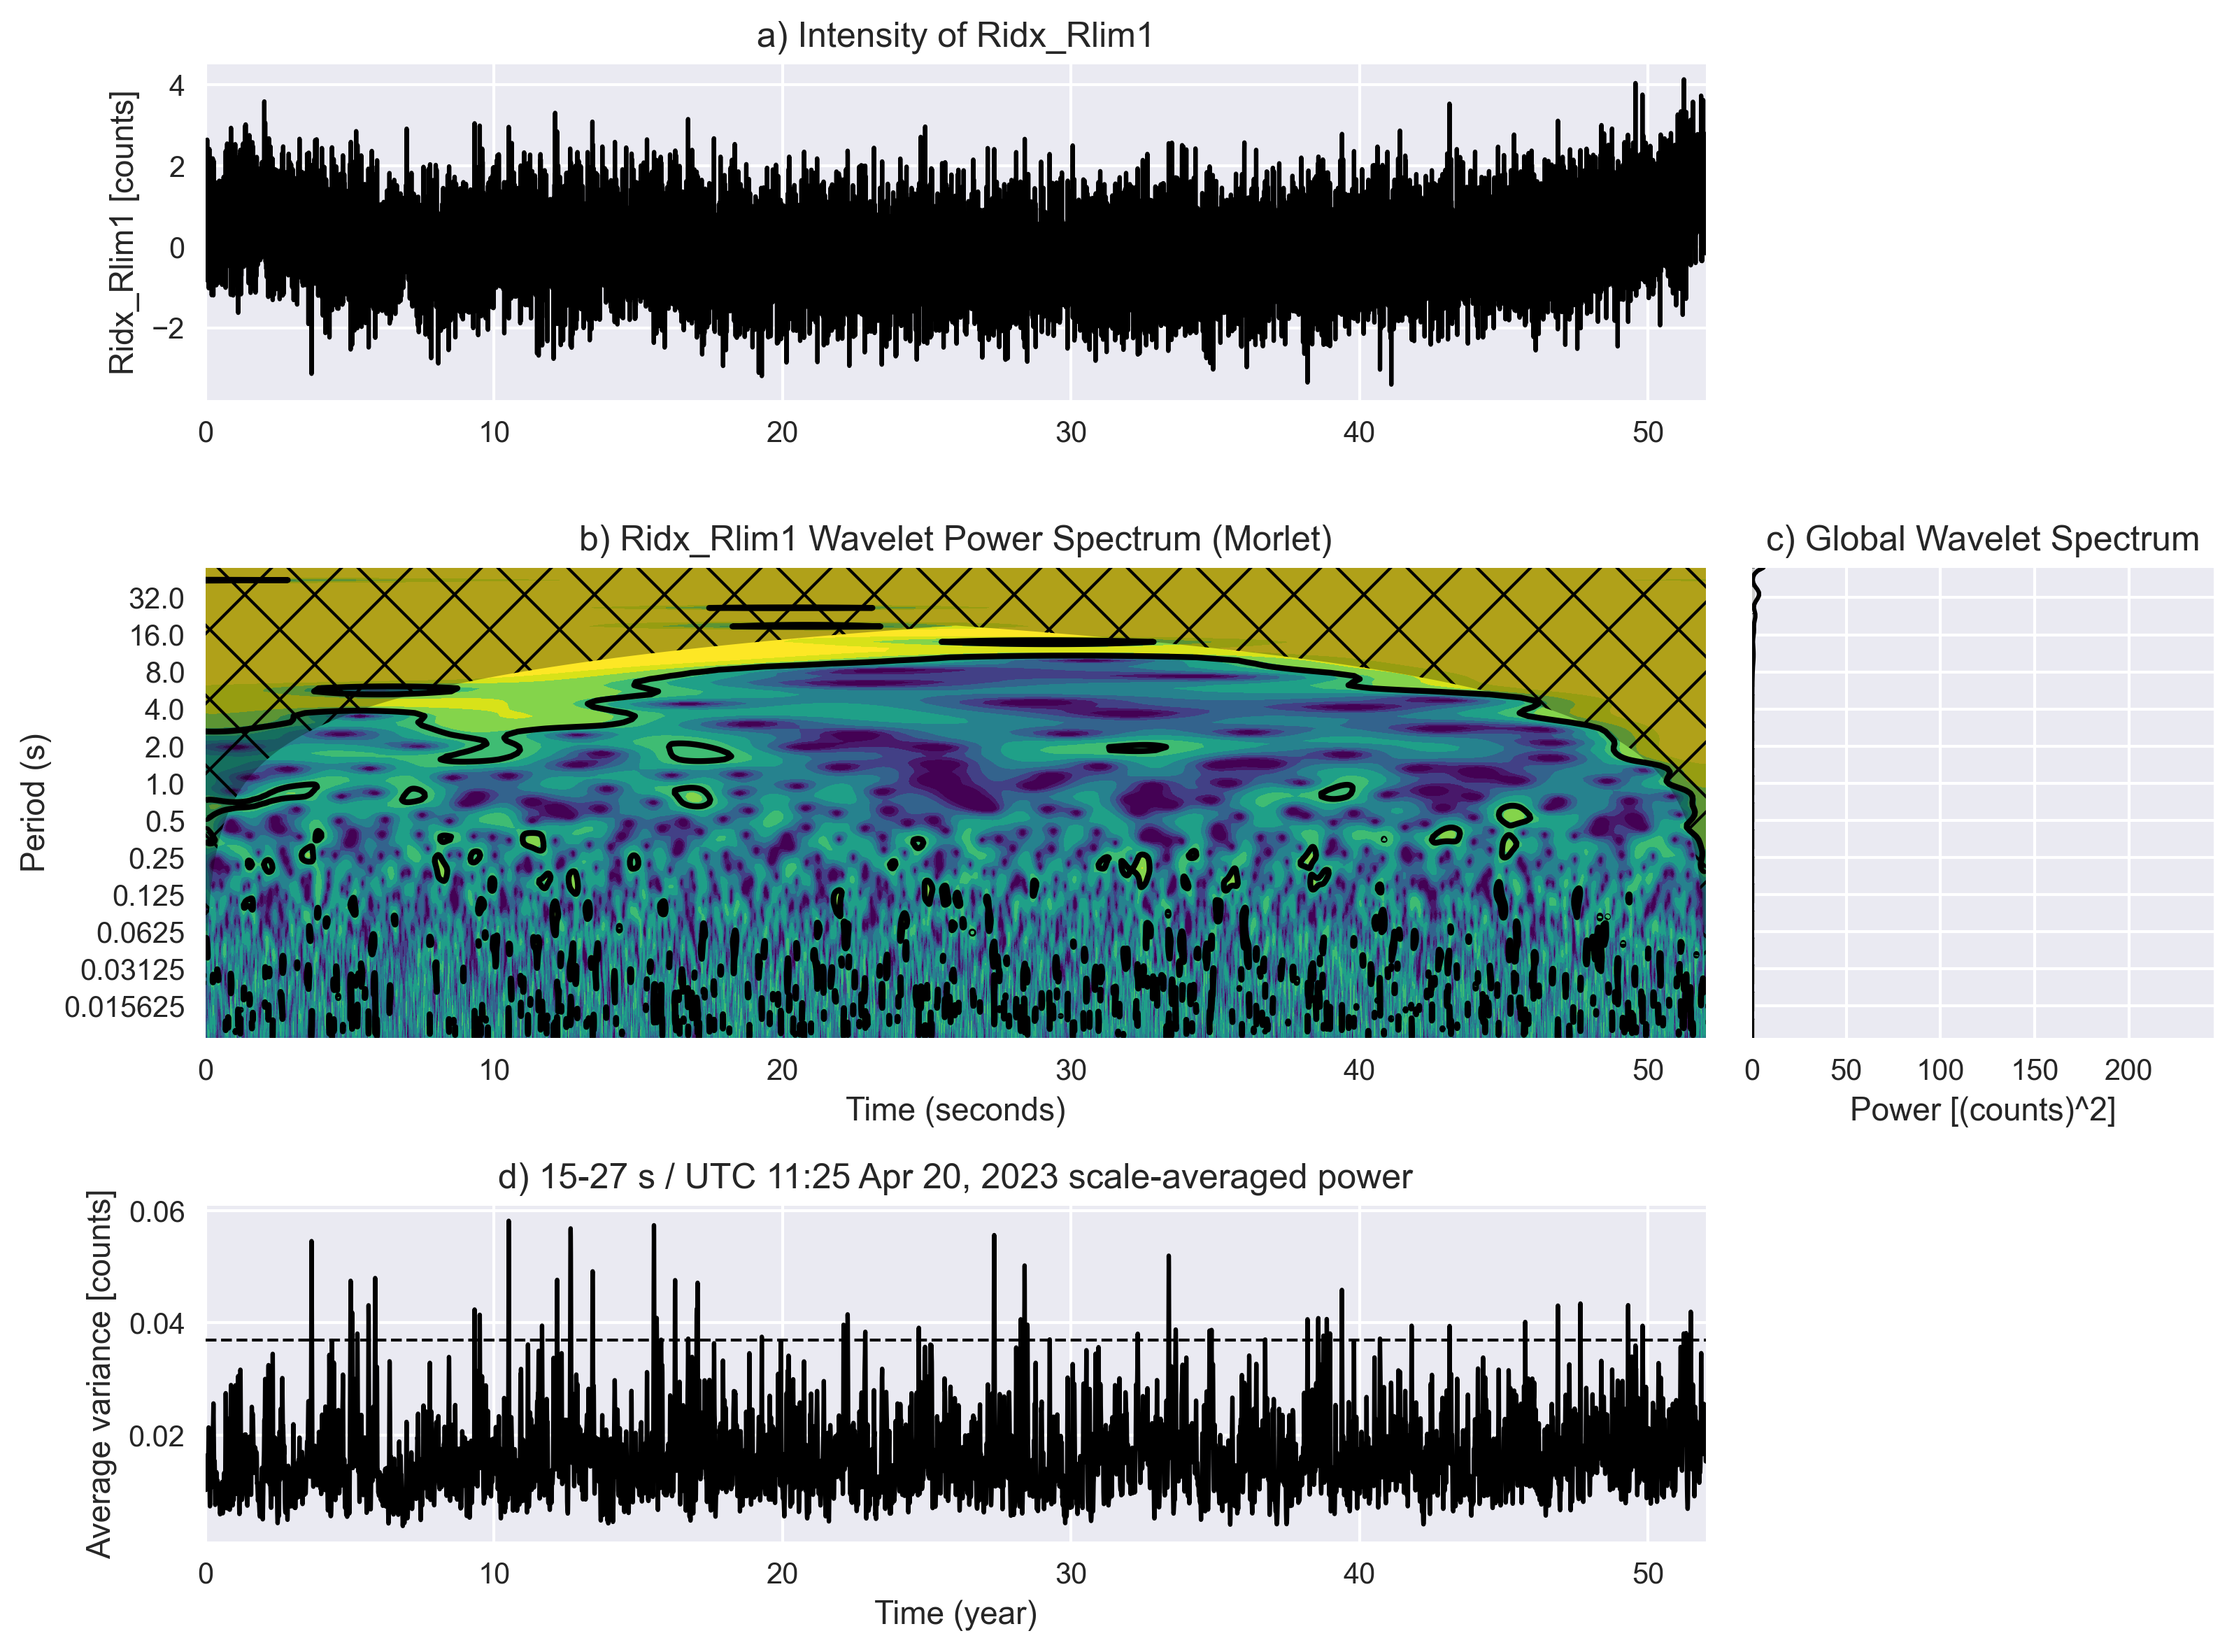 a) Intensity of Ridx_Rlim1
Ridx_Rlim1 [counts]
4
2
0
−2
0 10 20 30 40 50
b) Ridx_Rlim1 Wavelet Power Spectrum (Morlet)
Period (s)
32.0
16.0
8.0
4.0
2.0
1.0
0.5
0.25
0.125
0.0625
0.03125
0.015625
0 10 20 30 40 50
Time (seconds)
c) Global Wavelet Spectrum
0 50 100 150 200
Power [(counts)^2]
d) 15-27 s / UTC 11:25 Apr 20, 2023 scale-averaged power
Average variance [counts]
0.06
0.04
0.02
0 10 20 30 40 50
Time (year)